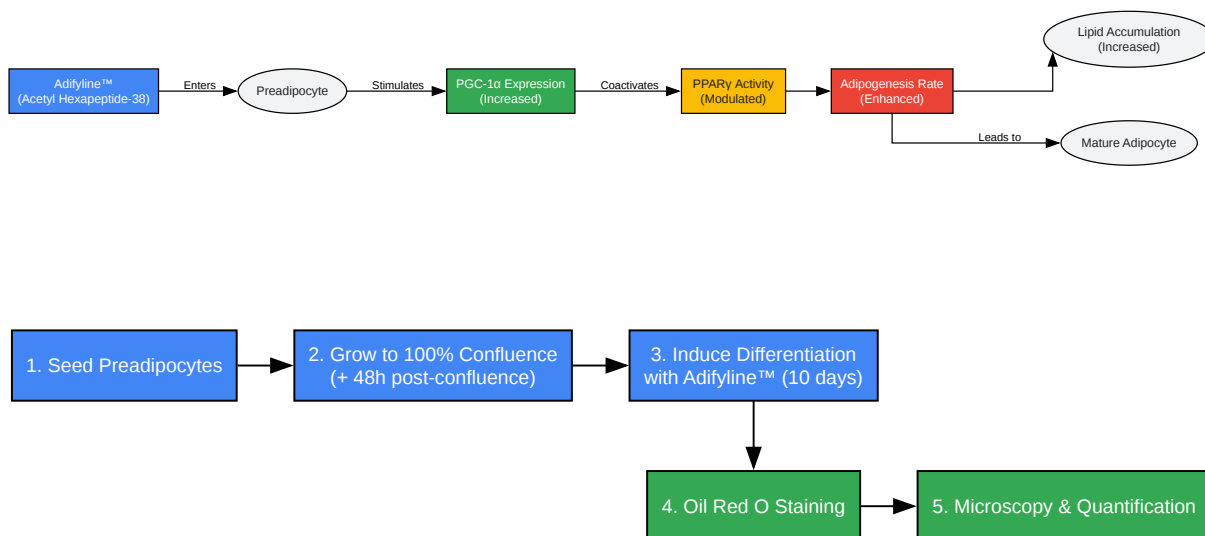 Lipid Accumulation
(Increased)
Adifyline™
(Acetyl Hexapeptide-38)
Enters
Preadipocyte
Stimulates
PGC-1α Expression
(Increased)
Coactivates
PPARγ Activity
(Modulated)
Adipogenesis Rate
(Enhanced)
Leads to
Mature Adipocyte
1. Seed Preadipocytes
2. Grow to 100% Confluence
(+ 48h post-confluence)
3. Induce Differentiation
with Adifyline™ (10 days)
4. Oil Red O Staining
5. Microscopy & Quantification